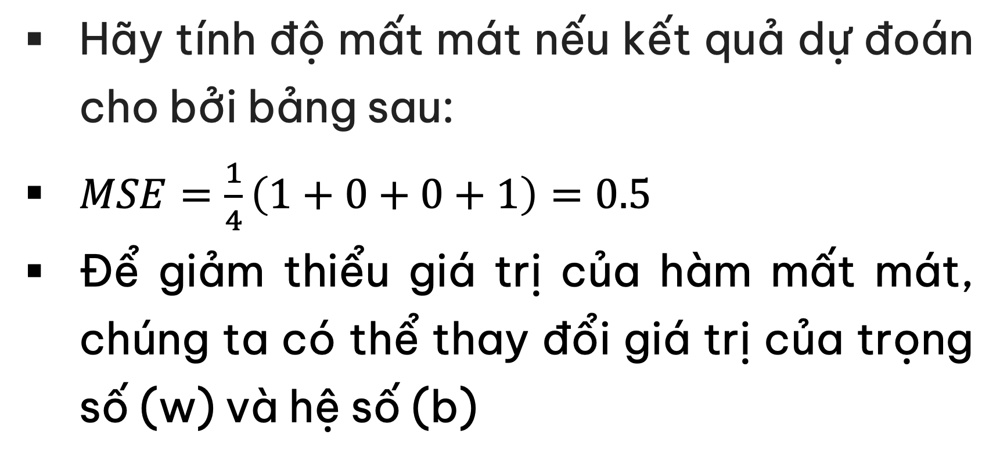 ▪ Hãy tính độ mất mát nếu kết quả dự đoán
cho bởi bảng sau:
▪ MSE = 1/4 (1 + 0 + 0 + 1) = 0.5
▪ Để giảm thiểu giá trị của hàm mất mát,
chúng ta có thể thay đổi giá trị của trọng
số (w) và hệ số (b)